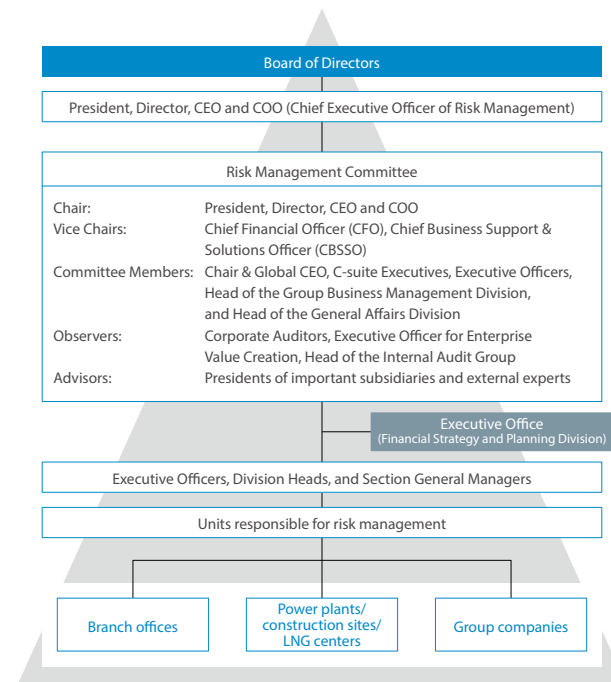 Board of Directors
President, Director, CEO and COO (Chief Executive Officer of Risk Management)
Risk Management Committee
Chair: President, Director, CEO and COO
Vice Chairs: Chief Financial Officer (CFO), Chief Business Support &
Solutions Officer (CBSSO)
Committee Members: Chair & Global CEO, C-suite Executives, Executive Officers,
Head of the Group Business Management Division,
and Head of the General Affairs Division
Observers: Corporate Auditors, Executive Officer for Enterprise
Value Creation, Head of the Internal Audit Group
Advisors: Presidents of important subsidiaries and external experts
Executive Office
(Financial Strategy and Planning Division)
Executive Officers, Division Heads, and Section General Managers
Units responsible for risk management
Branch offices
Power plants/
construction sites/
LNG centers
Group companies